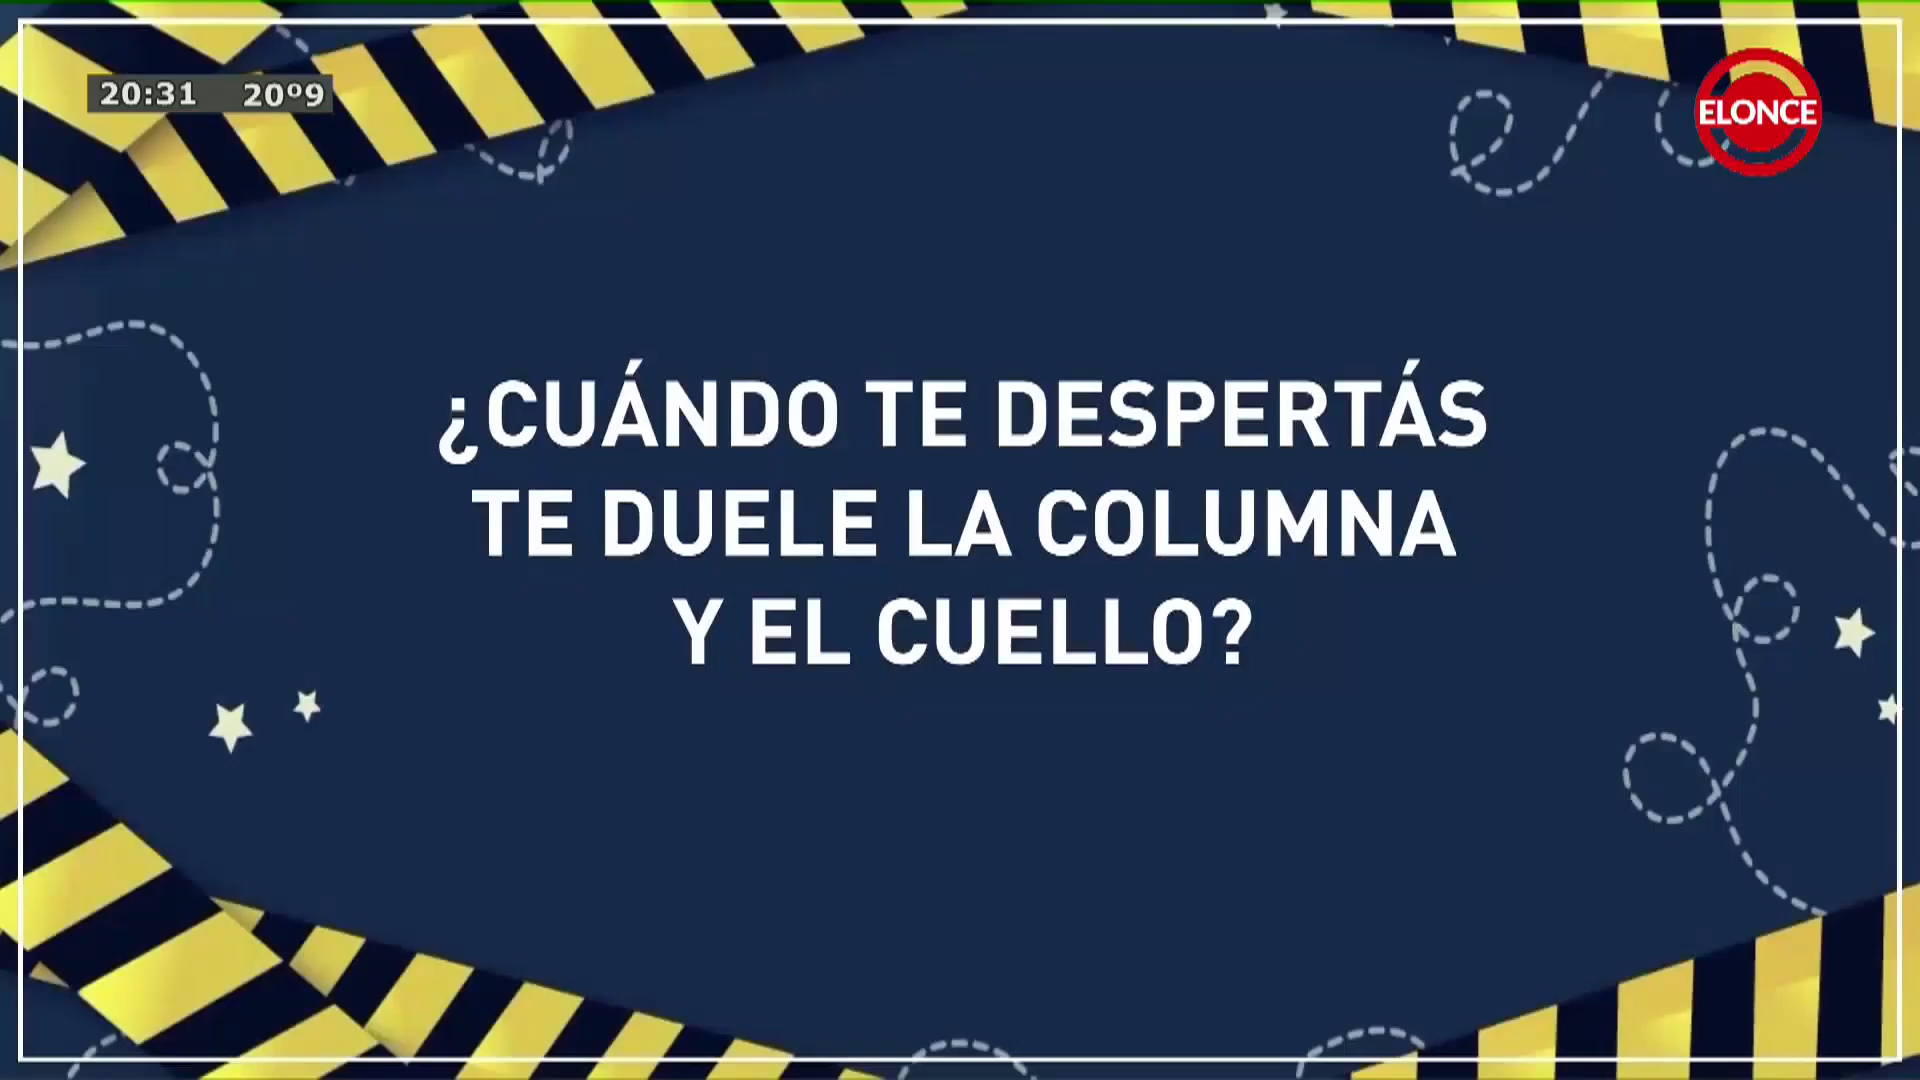 20:31 20º9
ELONCE
¿CUÁNDO TE DESPERTÁS
TE DUELE LA COLUMNA
Y EL CUELLO?